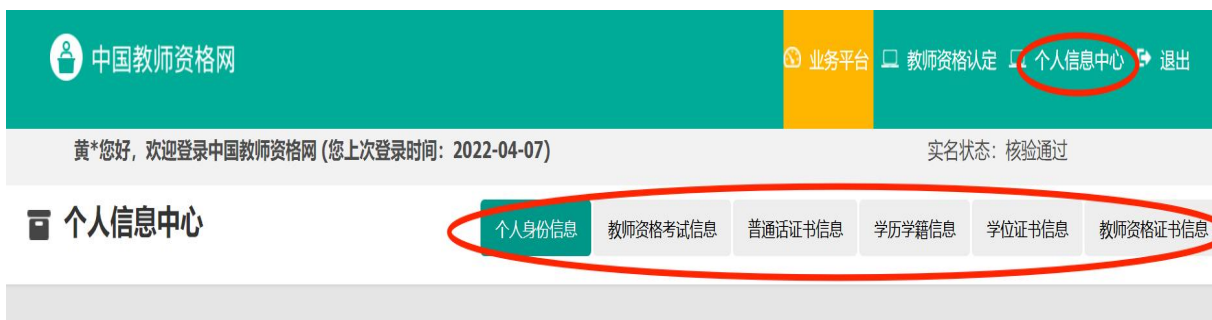 中国教师资格网
业务平台 教师资格认定 个人信息中心 退出
黄*您好，欢迎登录中国教师资格网 (您上次登录时间：2022-04-07) 实名状态：核验通过
个人信息中心
个人身份信息 教师资格考试信息 普通话证书信息 学历学籍信息 学位证书信息 教师资格证书信息